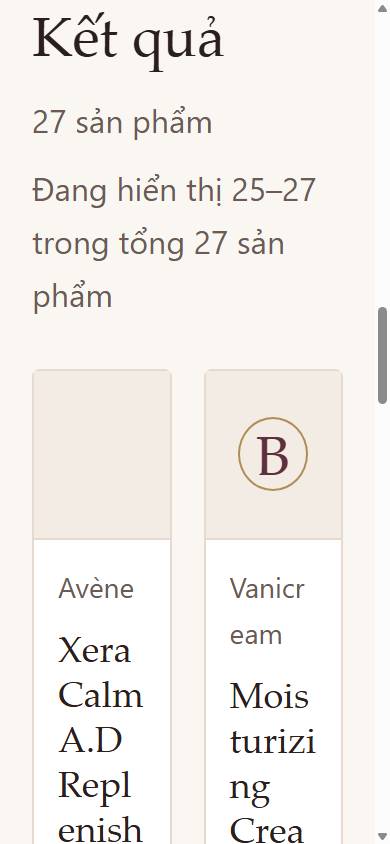 Kết quả
27 sản phẩm
Đang hiển thị 25–27
trong tổng 27 sản
phẩm
Avène
Xera
Calm
A.D
Repl
enish
B
Vanicr
eam
Mois
turizi
ng
Crea